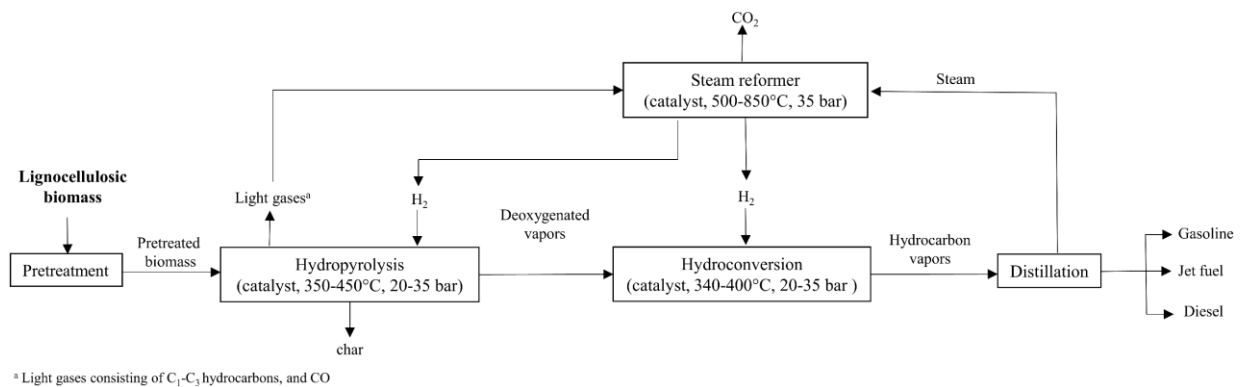 CO₂
Steam reformer
(catalyst, 500-850°C, 35 bar)
Steam
Lignocellulosic
biomass
Light gasesᵃ
H₂
H₂
Deoxygenated
vapors
Pretreated
biomass
Hydrocarbon
vapors
Pretreatment
Hydropyrolysis
(catalyst, 350-450°C, 20-35 bar)
Hydroconversion
(catalyst, 340-400°C, 20-35 bar )
Distillation
Gasoline
Jet fuel
Diesel
char
ᵃ Light gases consisting of C₁-C₃ hydrocarbons, and CO